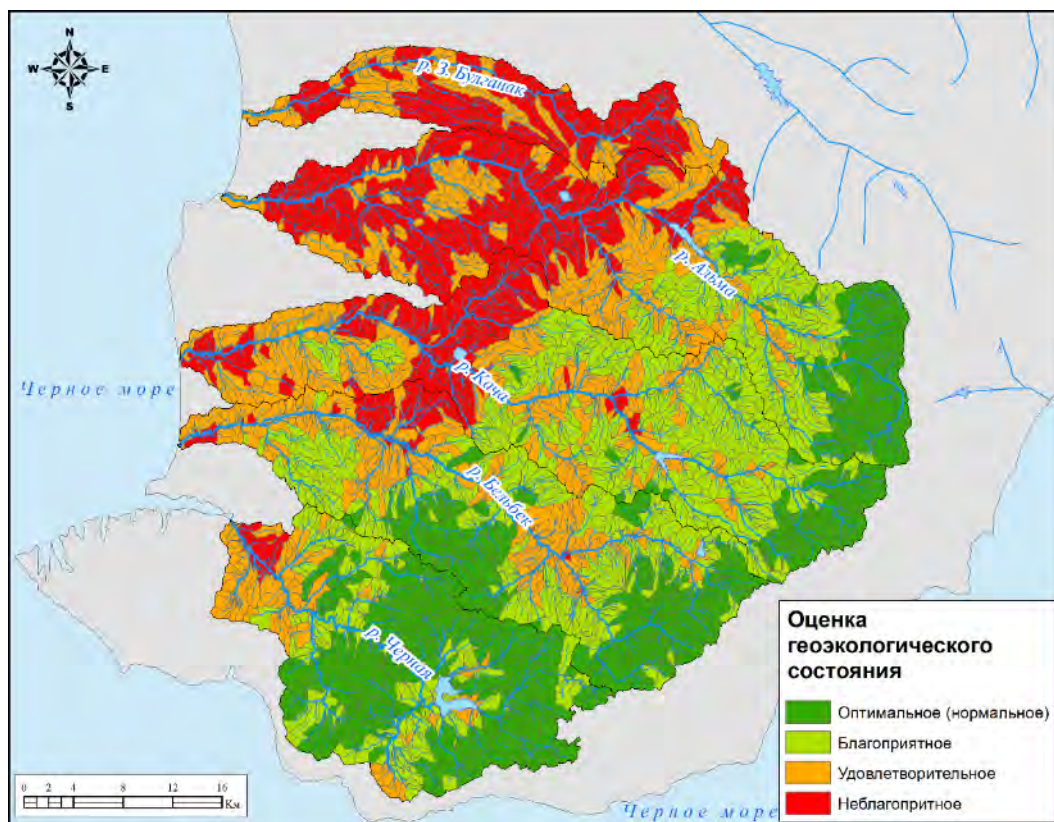 N
W E
S
р. З. Булганак
р. Альма
р. Кача
Черное море
р. Бельбек
р. Черная
Оценка
геоэкологического
состояния
Оптимальное (нормальное)
Благоприятное
Удовлетворительное
Неблагопритное
0 2 4 8 12 16
Км
Черное море